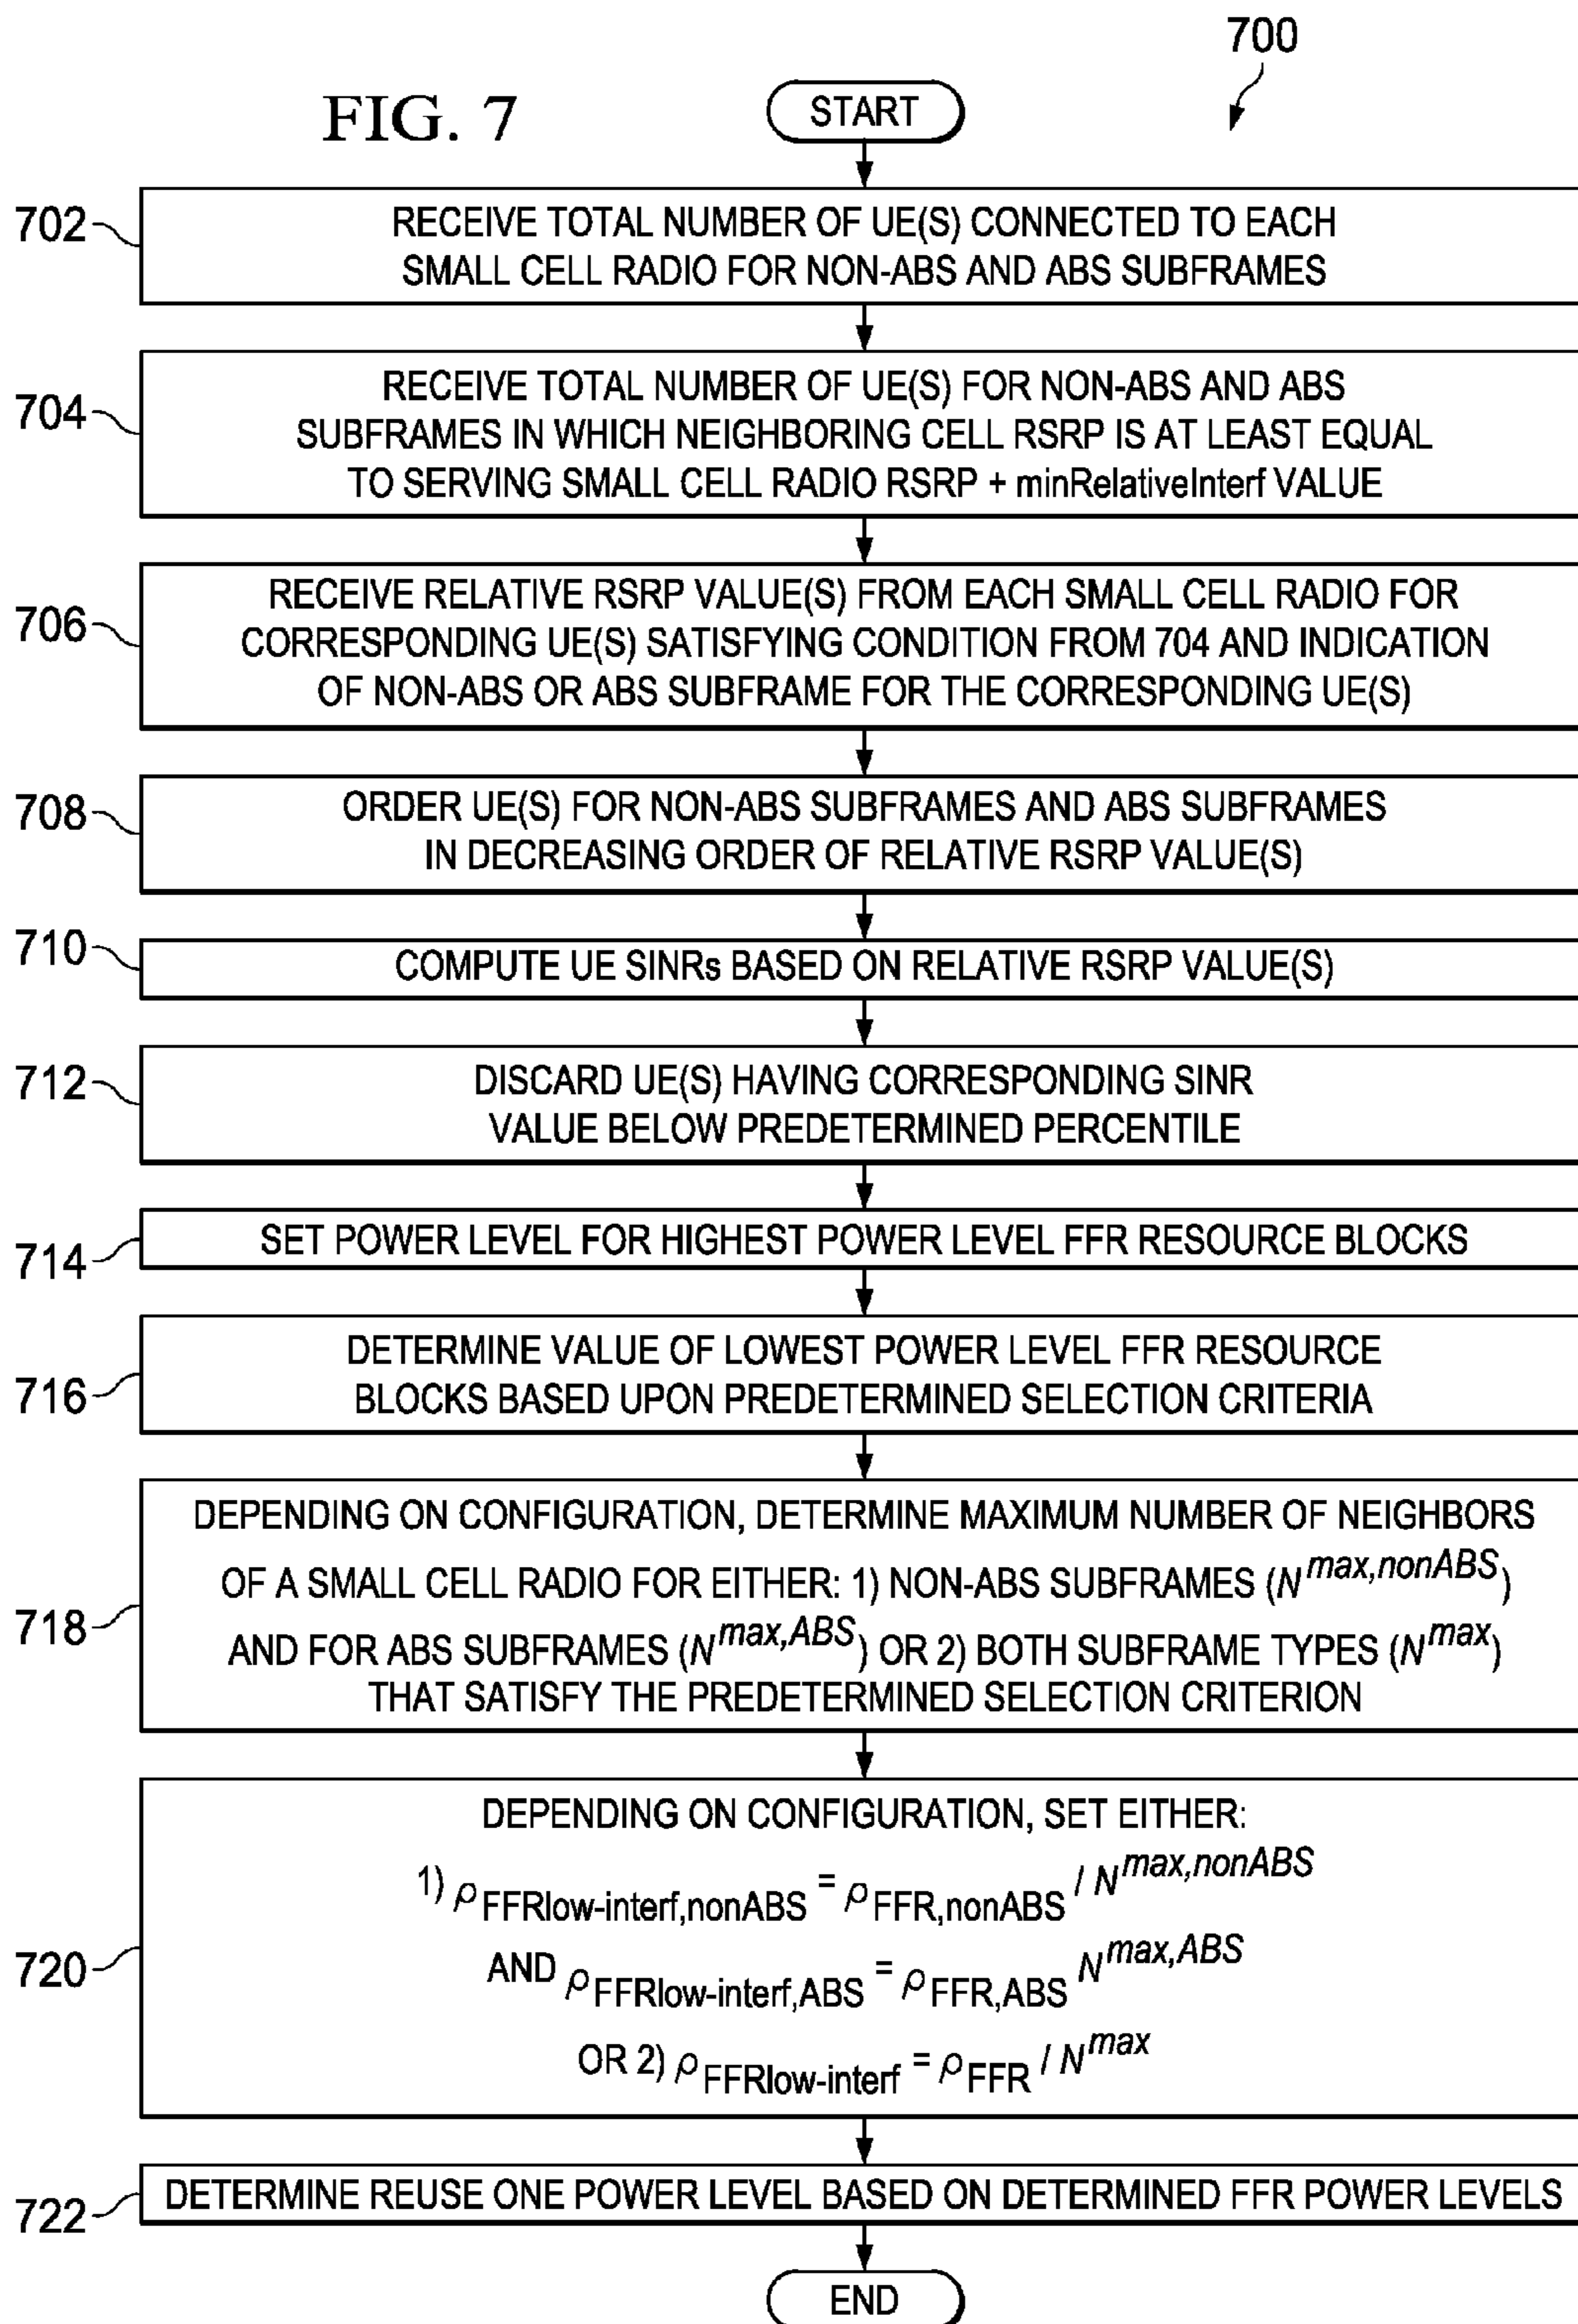 700
FIG. 7
START
702
RECEIVE TOTAL NUMBER OF UE(S) CONNECTED TO EACH
SMALL CELL RADIO FOR NON-ABS AND ABS SUBFRAMES
704
RECEIVE TOTAL NUMBER OF UE(S) FOR NON-ABS AND ABS
SUBFRAMES IN WHICH NEIGHBORING CELL RSRP IS AT LEAST EQUAL
TO SERVING SMALL CELL RADIO RSRP + minRelativeInterf VALUE
706
RECEIVE RELATIVE RSRP VALUE(S) FROM EACH SMALL CELL RADIO FOR
CORRESPONDING UE(S) SATISFYING CONDITION FROM 704 AND INDICATION
OF NON-ABS OR ABS SUBFRAME FOR THE CORRESPONDING UE(S)
708
ORDER UE(S) FOR NON-ABS SUBFRAMES AND ABS SUBFRAMES
IN DECREASING ORDER OF RELATIVE RSRP VALUE(S)
710
COMPUTE UE SINRs BASED ON RELATIVE RSRP VALUE(S)
712
DISCARD UE(S) HAVING CORRESPONDING SINR
VALUE BELOW PREDETERMINED PERCENTILE
714
SET POWER LEVEL FOR HIGHEST POWER LEVEL FFR RESOURCE BLOCKS
716
DETERMINE VALUE OF LOWEST POWER LEVEL FFR RESOURCE
BLOCKS BASED UPON PREDETERMINED SELECTION CRITERIA
718
DEPENDING ON CONFIGURATION, DETERMINE MAXIMUM NUMBER OF NEIGHBORS
OF A SMALL CELL RADIO FOR EITHER: 1) NON-ABS SUBFRAMES (N^max,nonABS)
AND FOR ABS SUBFRAMES (N^max,ABS) OR 2) BOTH SUBFRAME TYPES (N^max)
THAT SATISFY THE PREDETERMINED SELECTION CRITERION
720
DEPENDING ON CONFIGURATION, SET EITHER:
1) ρ_FFRlow-interf,nonABS = ρ_FFR,nonABS / N^max,nonABS
AND ρ_FFRlow-interf,ABS = ρ_FFR,ABS N^max,ABS
OR 2) ρ_FFRlow-interf = ρ_FFR / N^max
722
DETERMINE REUSE ONE POWER LEVEL BASED ON DETERMINED FFR POWER LEVELS
END